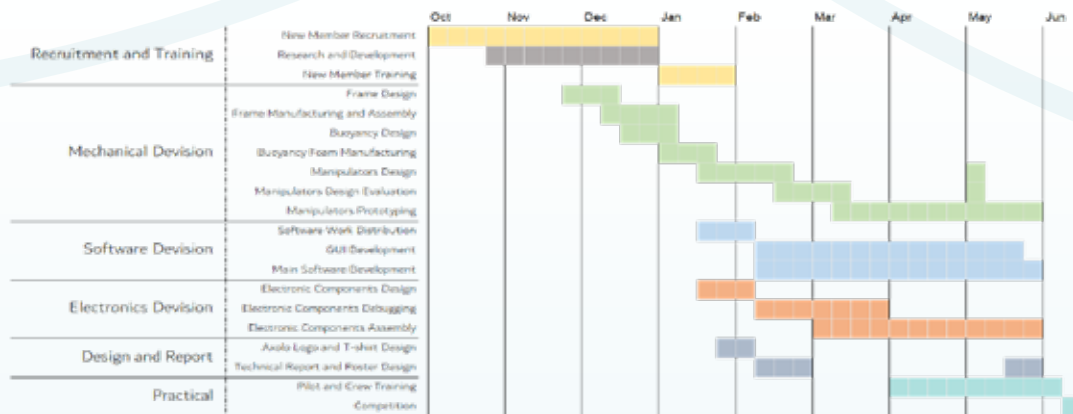 Oct Nov Dec Jan Feb Mar Apr May Jun
Recruitment and Training
New Member Recruitment
Research and Development
New Member Training
Mechanical Devision
Frame Design
Frame Manufacturing and Assembly
Buoyancy Design
Buoyancy Foam Manufacturing
Manipulators Design
Manipulators Design Evaluation
Manipulators Prototyping
Software Devision
Software Work Distribution
GUI Development
Main Software Development
Electronics Devision
Electronic Components Design
Electronic Components Debugging
Electronic Components Assembly
Design and Report
Axolo Logo and T-shirt Design
Technical Report and Poster Design
Practical
Pilot and Crew Training
Competition